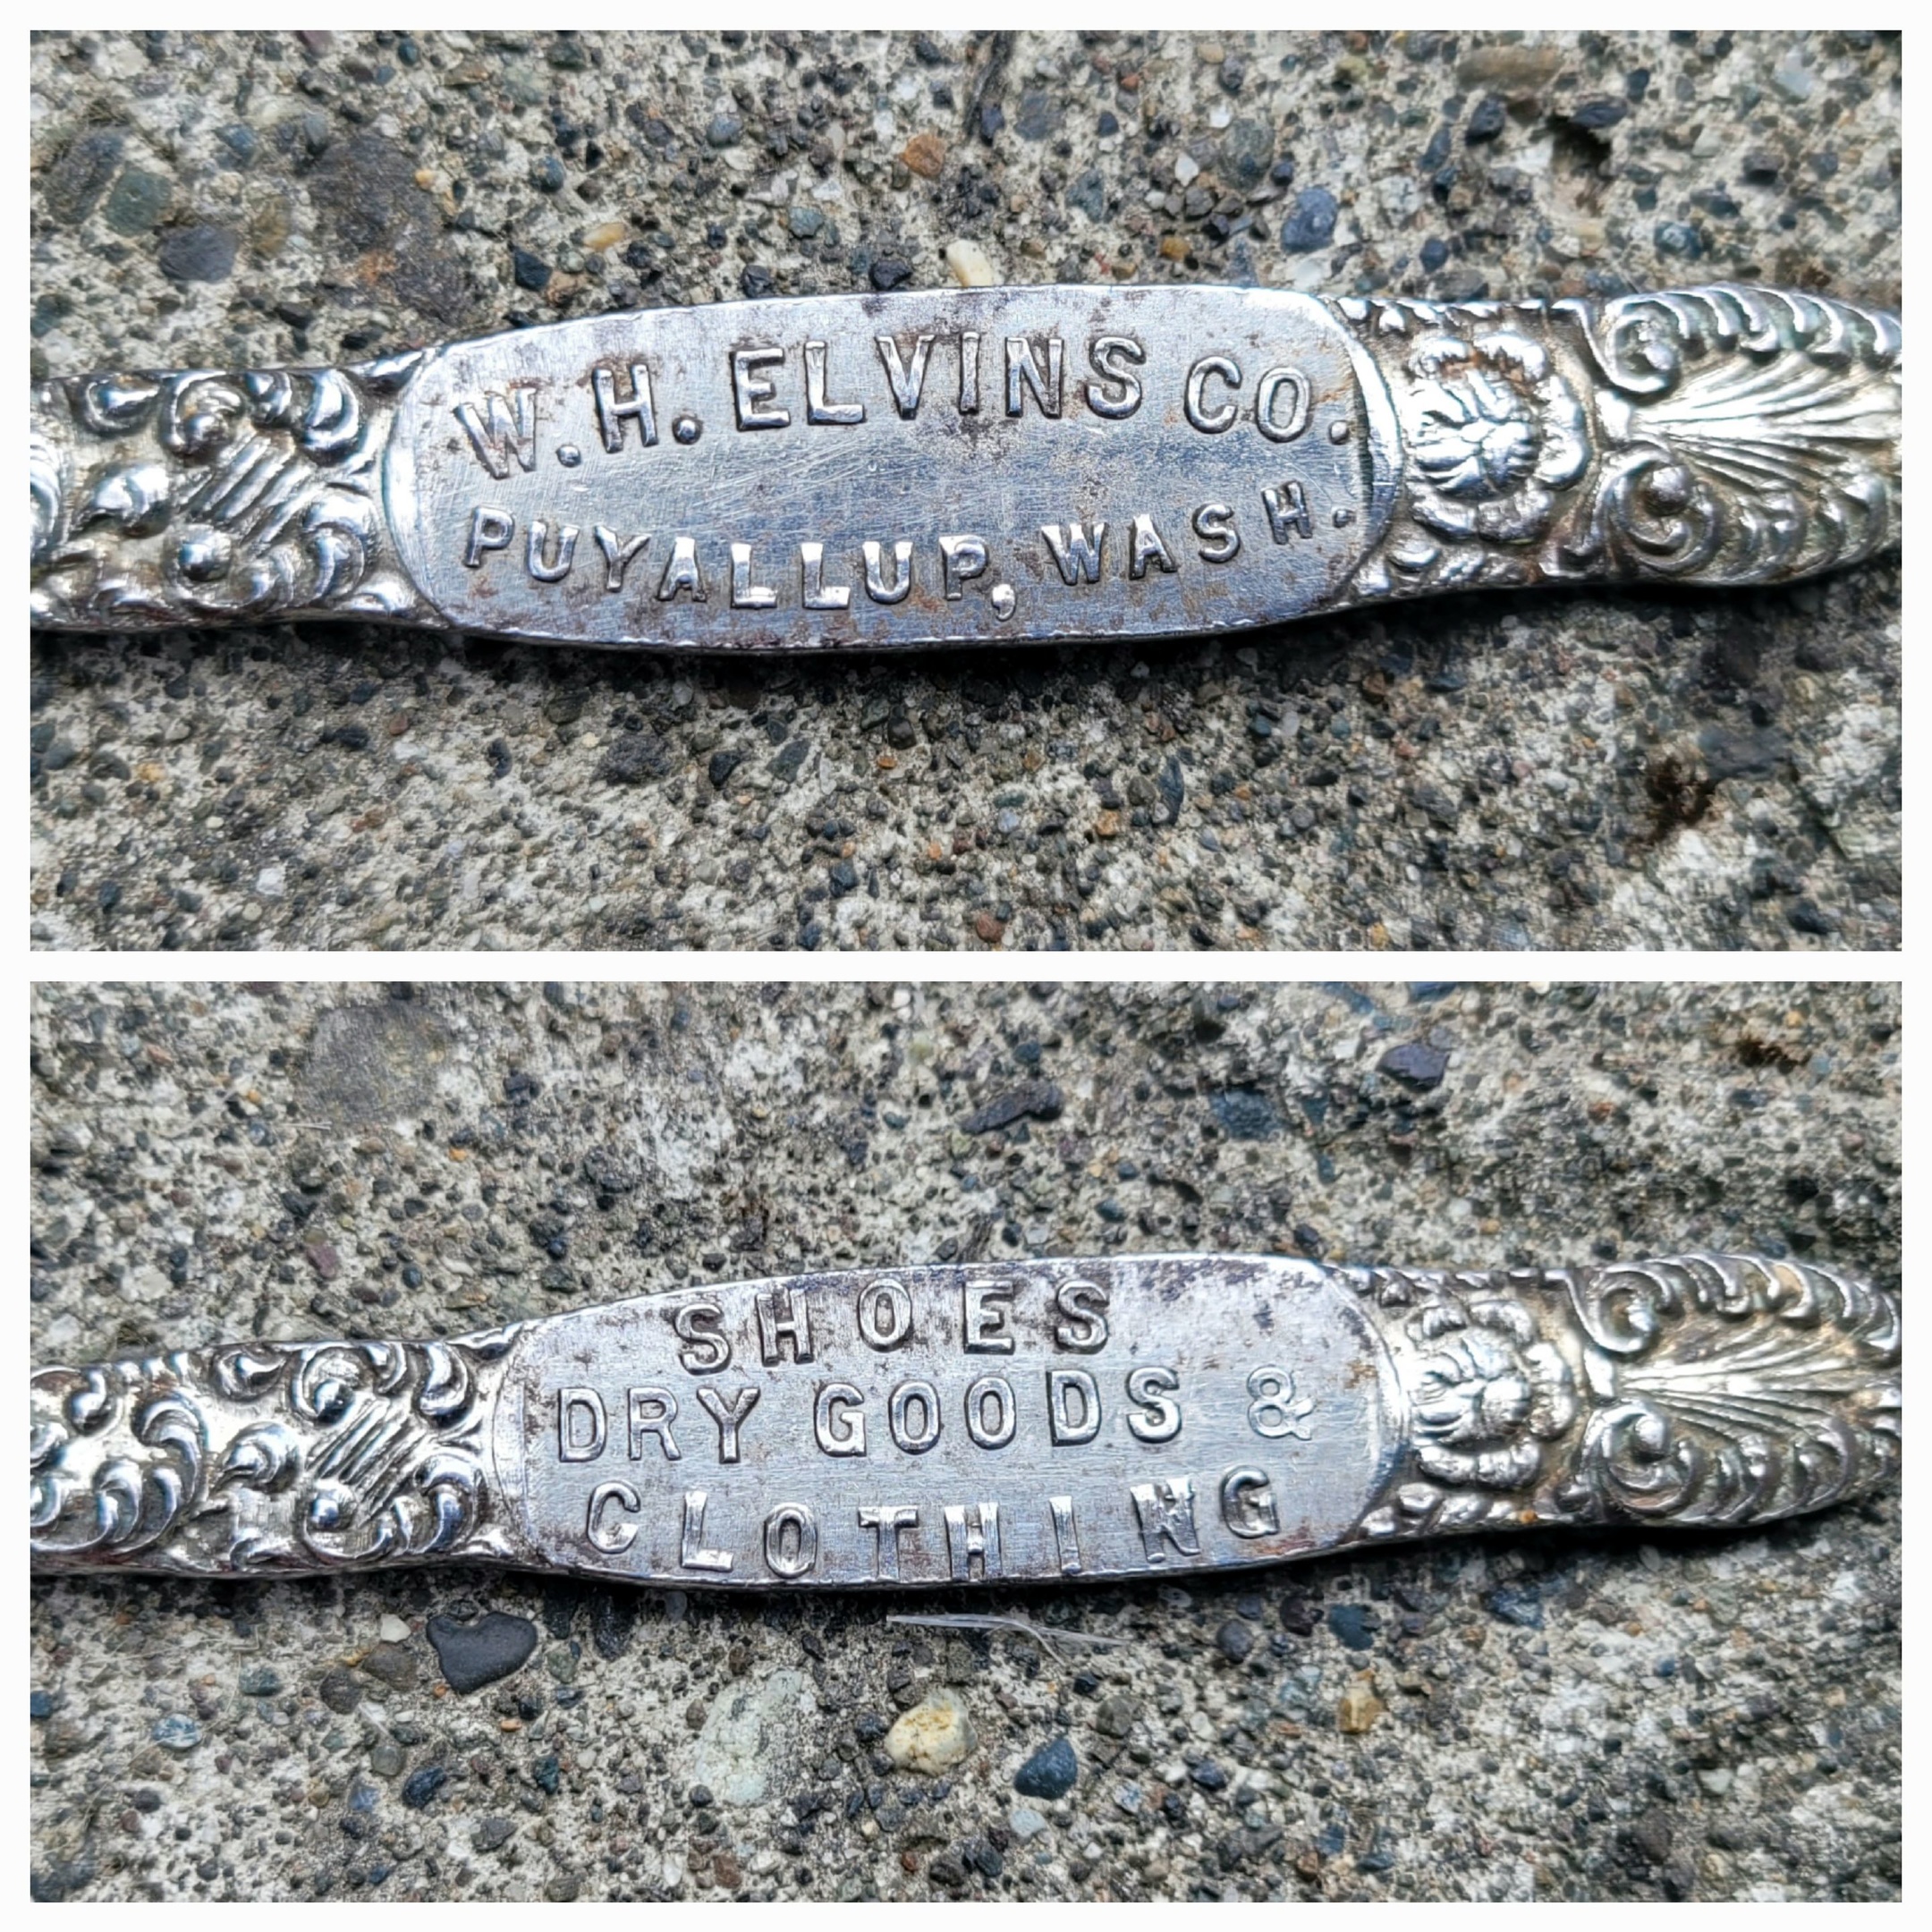 W.H. ELVINS CO.
PUYALLUP, WASH.
SHOES
DRY GOODS &
CLOTHING